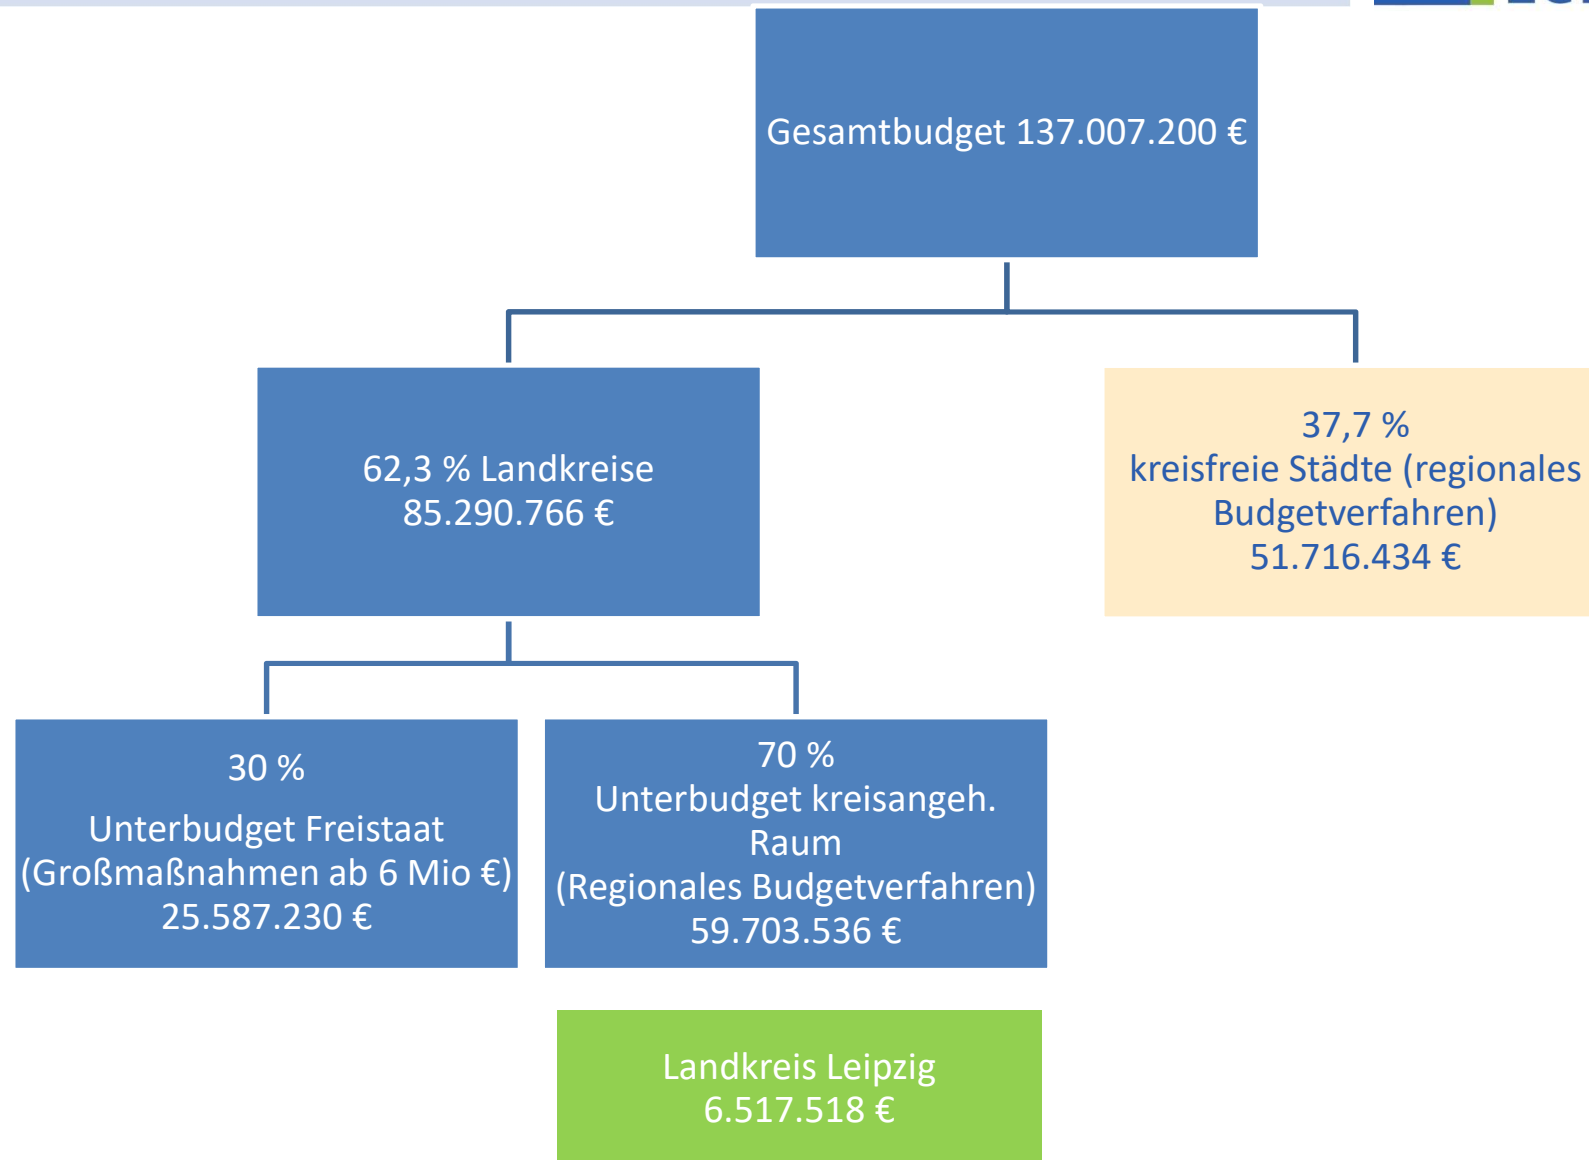 Gesamtbudget 137.007.200 €
62,3 % Landkreise
85.290.766 €
37,7 %
kreisfreie Städte (regionales
Budgetverfahren)
51.716.434 €
30 %
Unterbudget Freistaat
(Großmaßnahmen ab 6 Mio €)
25.587.230 €
70 %
Unterbudget kreisangeh.
Raum
(Regionales Budgetverfahren)
59.703.536 €
Landkreis Leipzig
6.517.518 €